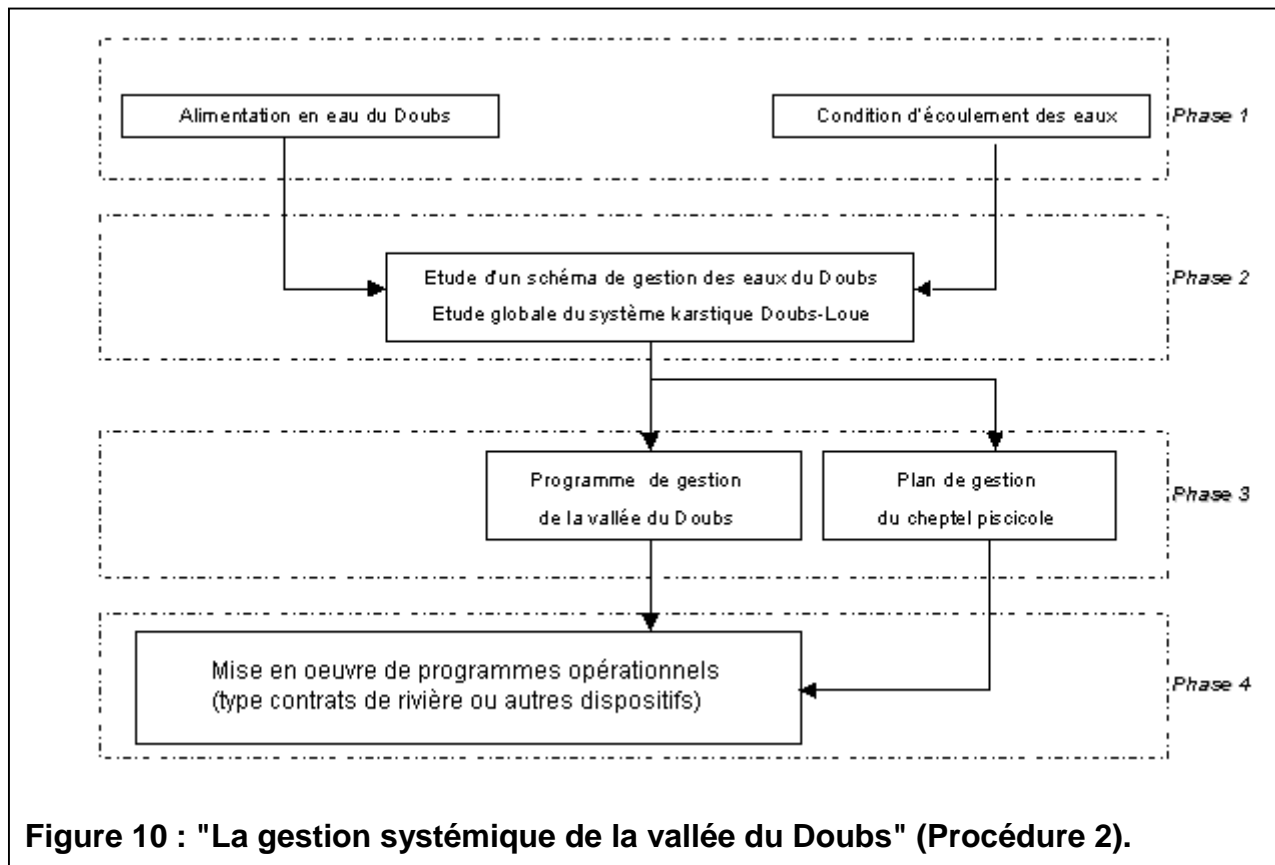 Alimentation en eau du Doubs
Condition d'écoulement des eaux
Phase 1
Etude d'un schéma de gestion des eaux du Doubs
Etude globale du système karstique Doubs-Loue
Phase 2
Programme de gestion
de la vallée du Doubs
Plan de gestion
du cheptel piscicole
Phase 3
Mise en oeuvre de programmes opérationnels
(type contrats de rivière ou autres dispositifs)
Phase 4
Figure 10 : "La gestion systémique de la vallée du Doubs" (Procédure 2).